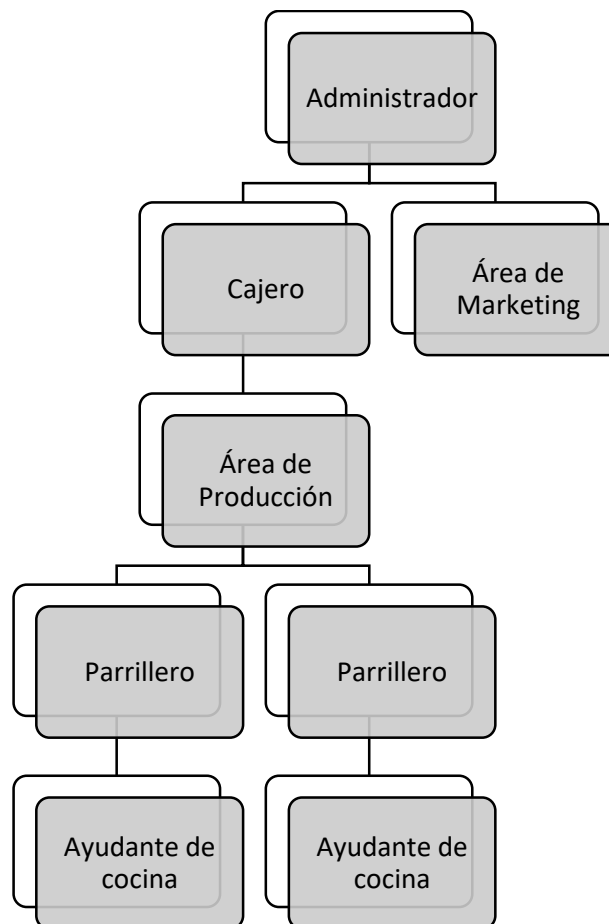 Administrador
Cajero
Área de
Marketing
Área de
Producción
Parrillero
Parrillero
Ayudante de
cocina
Ayudante de
cocina